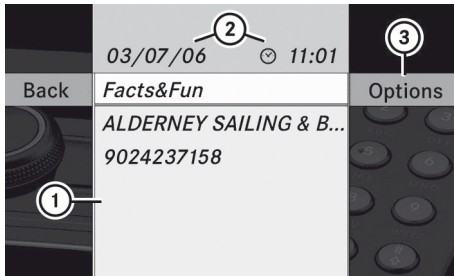 2
03/07/06 11:01
3
Back
Options
Facts&Fun
ALDERNEY SAILING & B...
9024237158
1